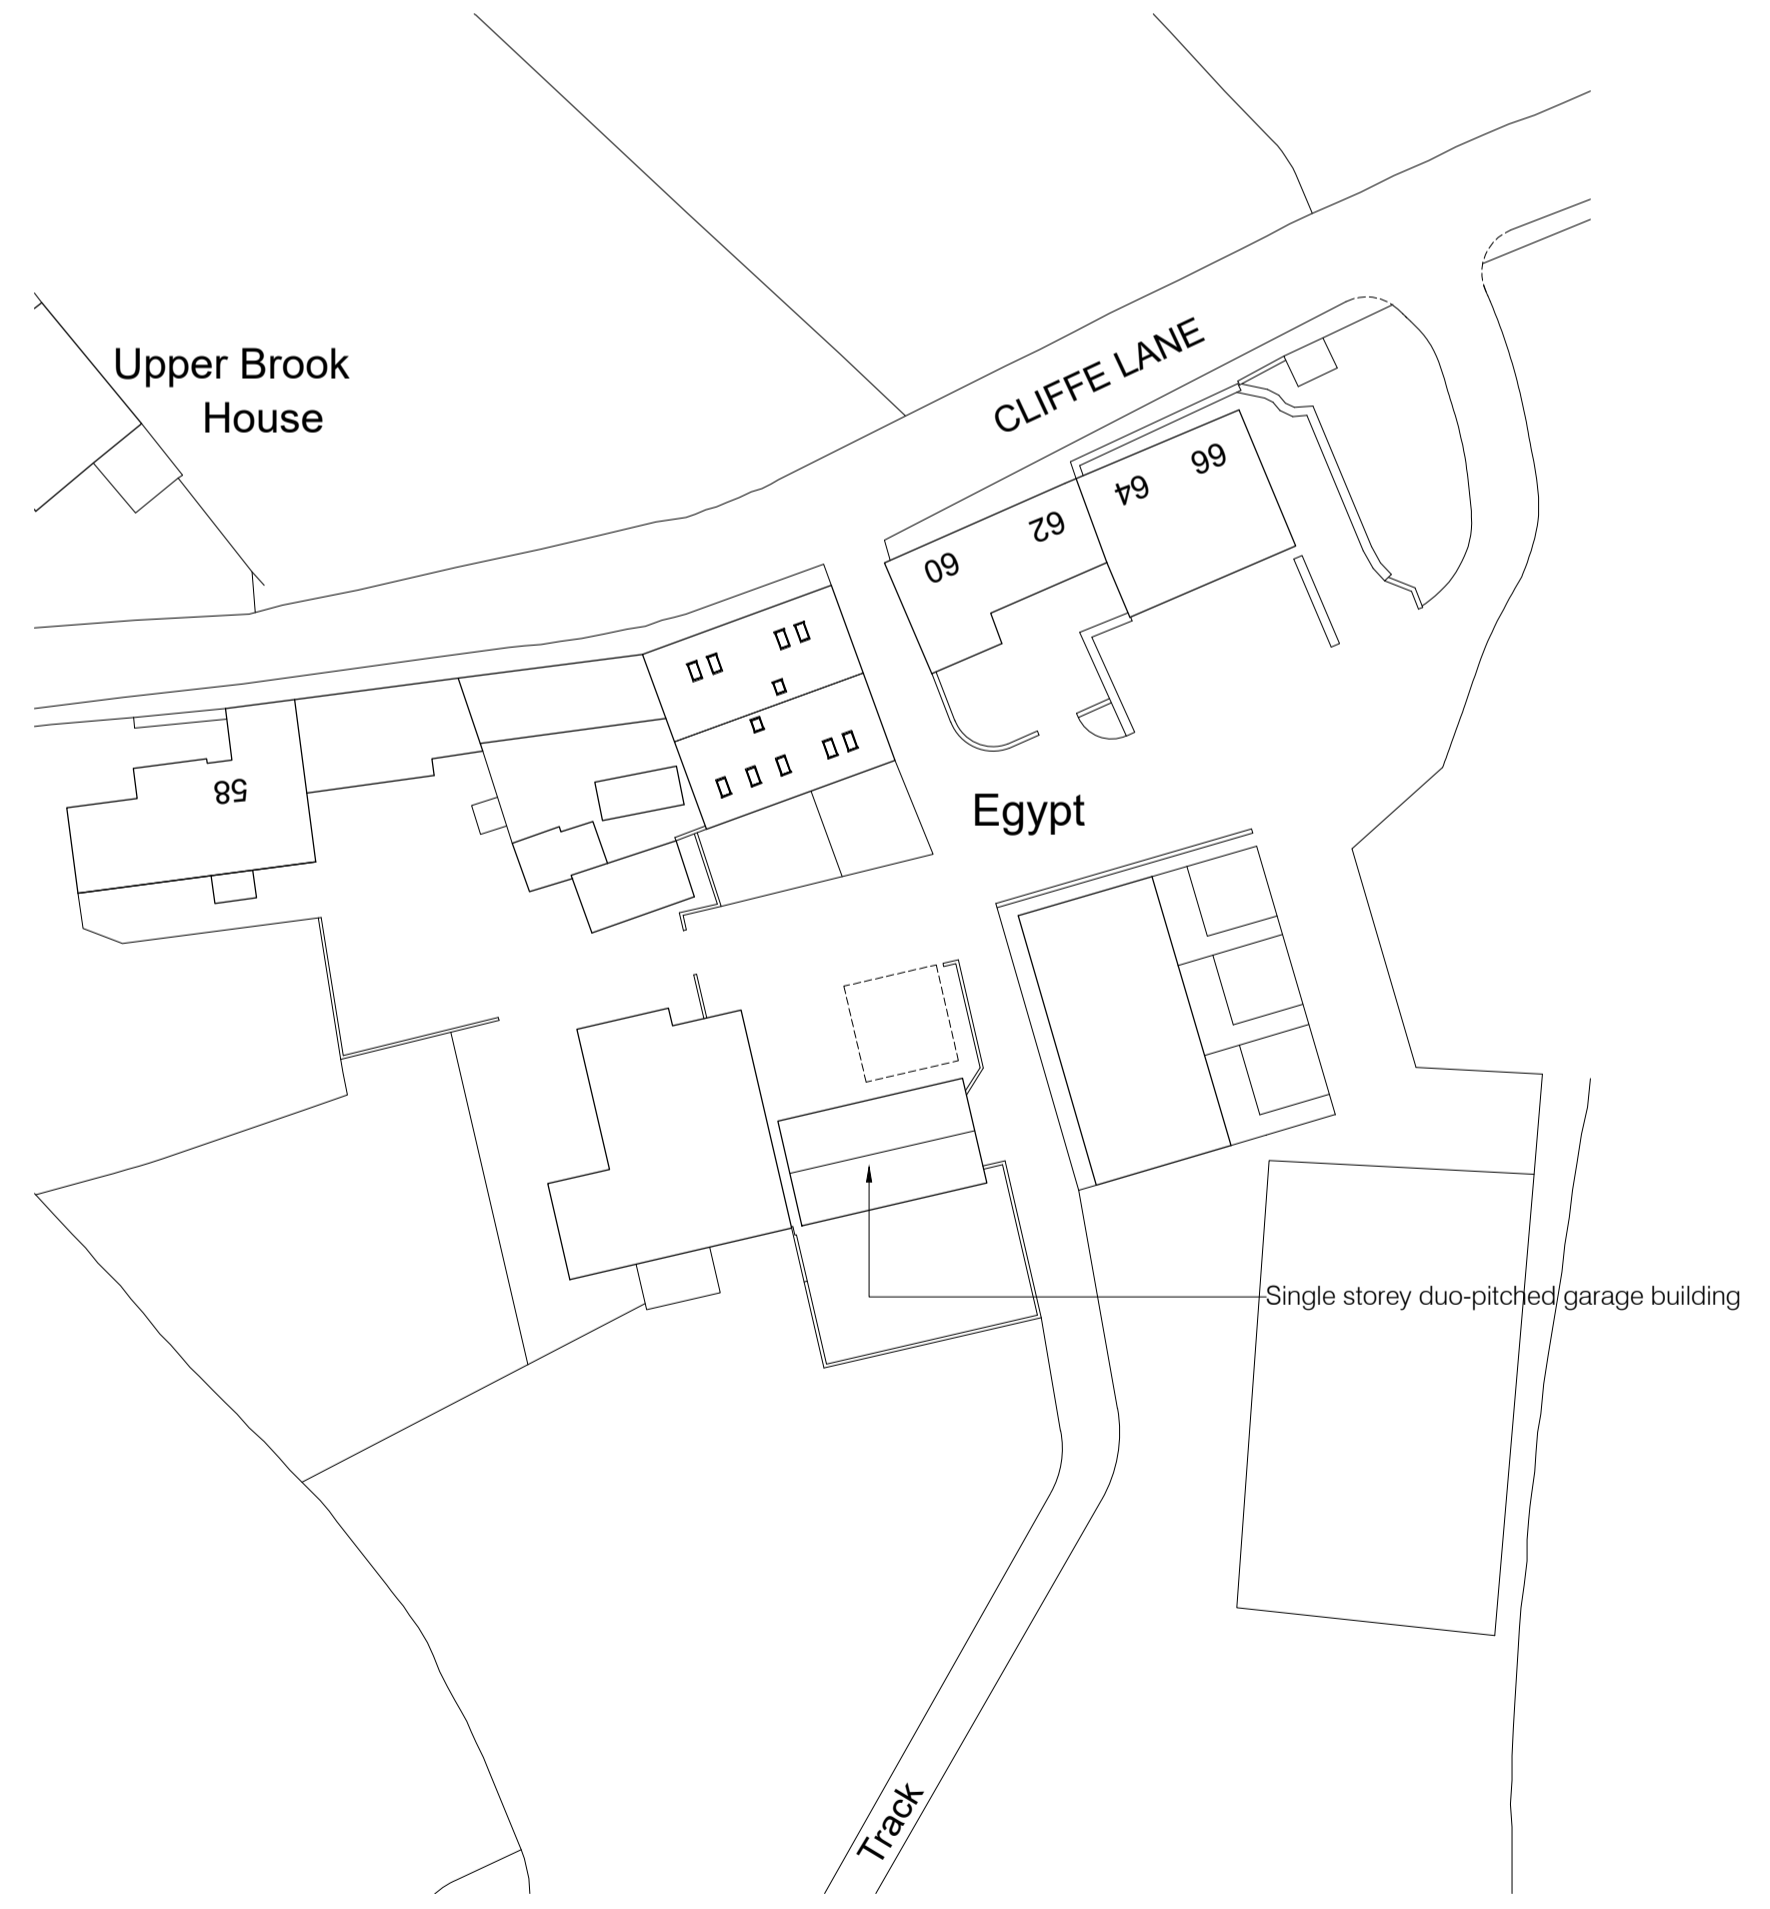 Upper Brook
House
CLIFFE LANE
66
64
62
60
58
Egypt
Single storey duo-pitched garage building
Track